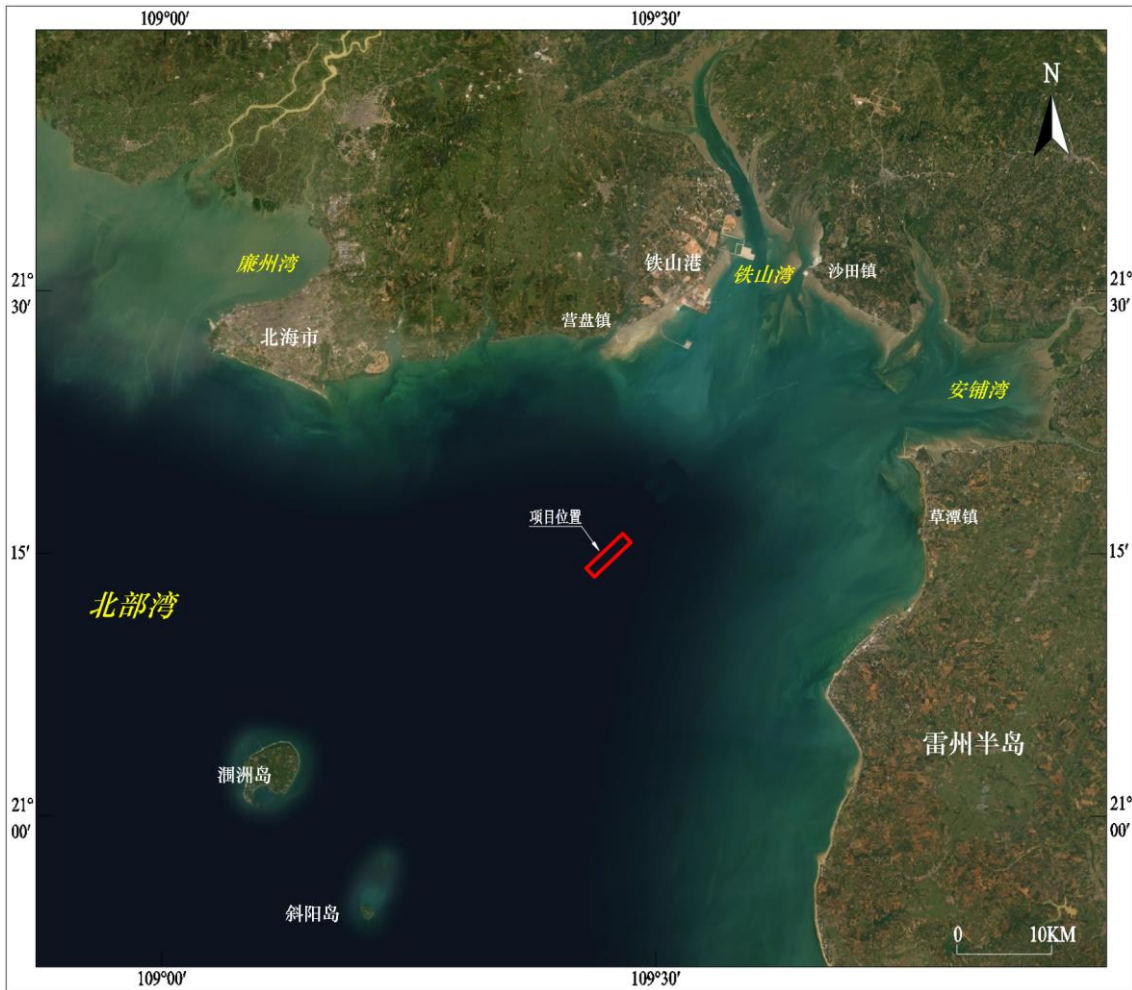 109°00′ 109°30′
N
廉州湾
铁山港
铁山湾
沙田镇
21°
30′
21°
30′
营盘镇
北海市
安铺湾
项目位置
草潭镇
15′
15′
北部湾
雷州半岛
涠洲岛
21°
00′
21°
00′
斜阳岛
0 10KM
109°00′ 109°30′